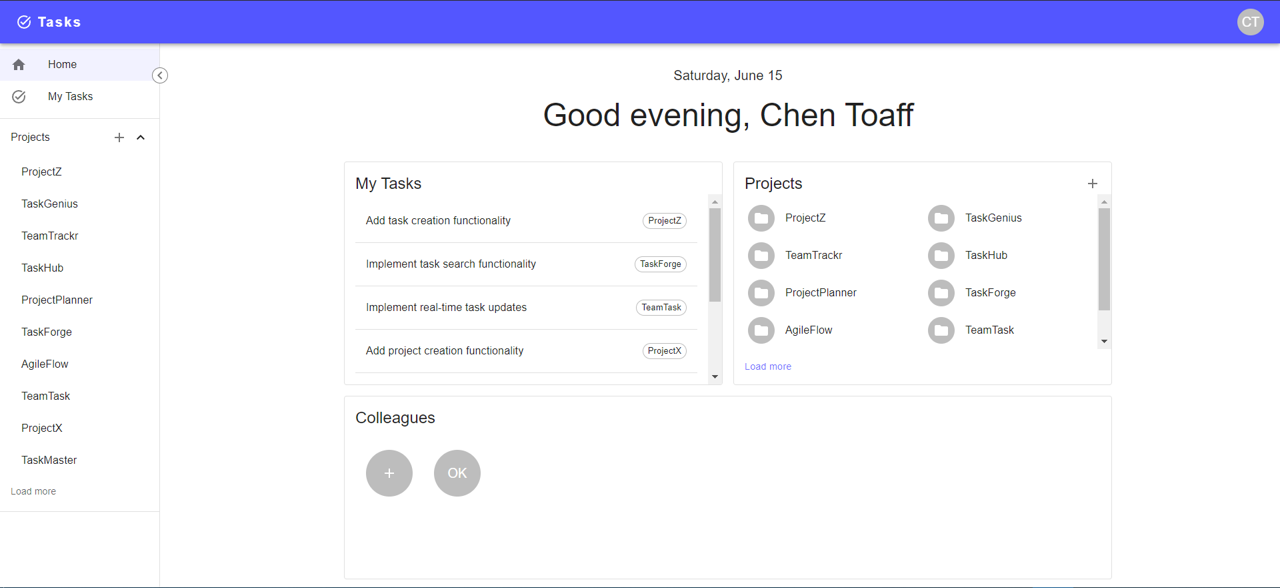 Tasks
CT
Home
My Tasks
Projects
ProjectZ
TaskGenius
TeamTrackr
TaskHub
ProjectPlanner
TaskForge
AgileFlow
TeamTask
ProjectX
TaskMaster
Load more
Saturday, June 15
Good evening, Chen Toaff
My Tasks
Add task creation functionality ProjectZ
Implement task search functionality TaskForge
Implement real-time task updates TeamTask
Add project creation functionality ProjectX
Projects
ProjectZ TaskGenius
TeamTrackr TaskHub
ProjectPlanner TaskForge
AgileFlow TeamTask
Load more
Colleagues
OK